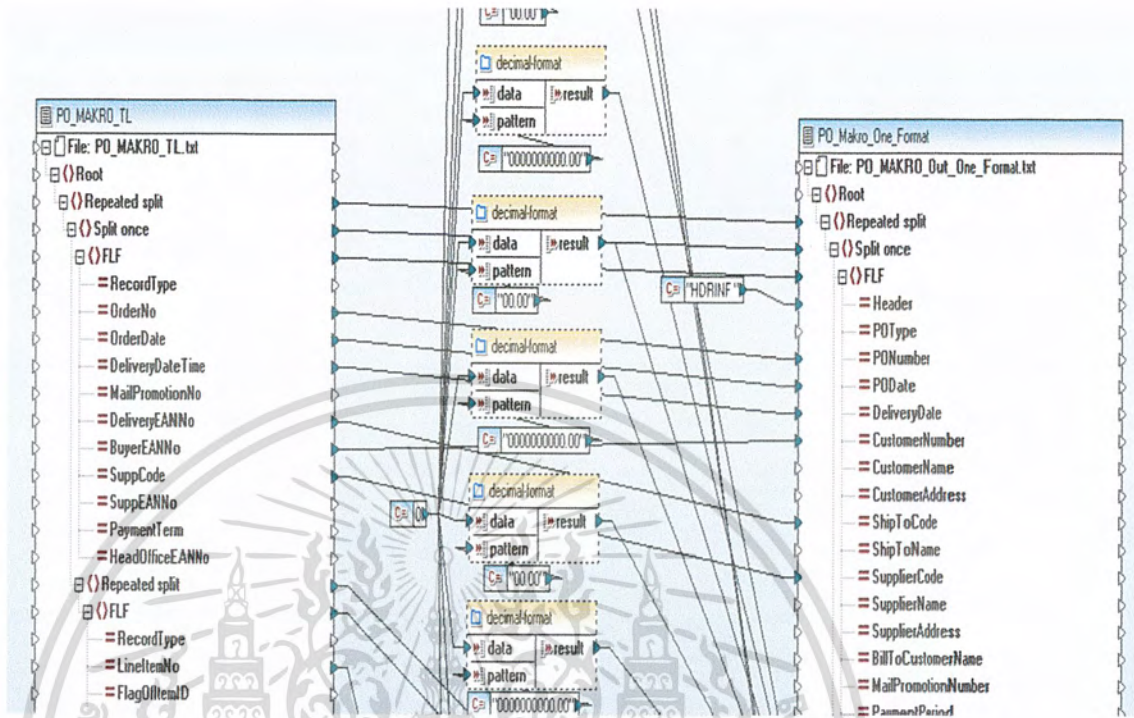 "00.00"
decimal-format
data
result
pattern
"0000000000.00"
PO_MAKRO_TL
File: PO_MAKRO_TL.txt
Root
Repeated split
Split once
FLF
RecordType
OrderNo
OrderDate
DeliveryDateTime
MailPromotionNo
DeliveryEANNo
BuyerEANNo
SuppCode
SuppEANNo
PaymentTerm
HeadOfficeEANNo
Repeated split
FLF
RecordType
LineItemNo
FlagOfItemID
decimal-format
data
result
pattern
C= "00.00"
decimal-format
data
result
pattern
C= "0000000000.00"
decimal-format
data
result
pattern
C= "00.00"
decimal-format
data
result
pattern
C= "0000000000.00"
C= "HDRINF "
PO_Makro_One_Format
File: PO_MAKRO_Out_One_Format.txt
Root
Repeated split
Split once
FLF
Header
POType
PONumber
PODate
DeliveryDate
CustomerNumber
CustomerName
CustomerAddress
ShipToCode
ShipToName
SupplierCode
SupplierName
SupplierAddress
BillToCustomerName
MailPromotionNumber
PaymentPeriod